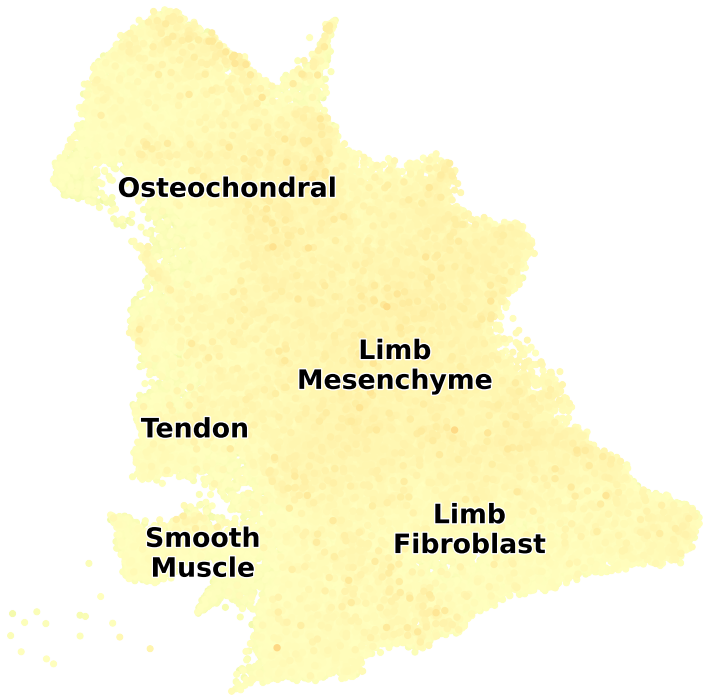 Osteochondral
Limb
Mesenchyme
Tendon
Limb
Fibroblast
Smooth
Muscle